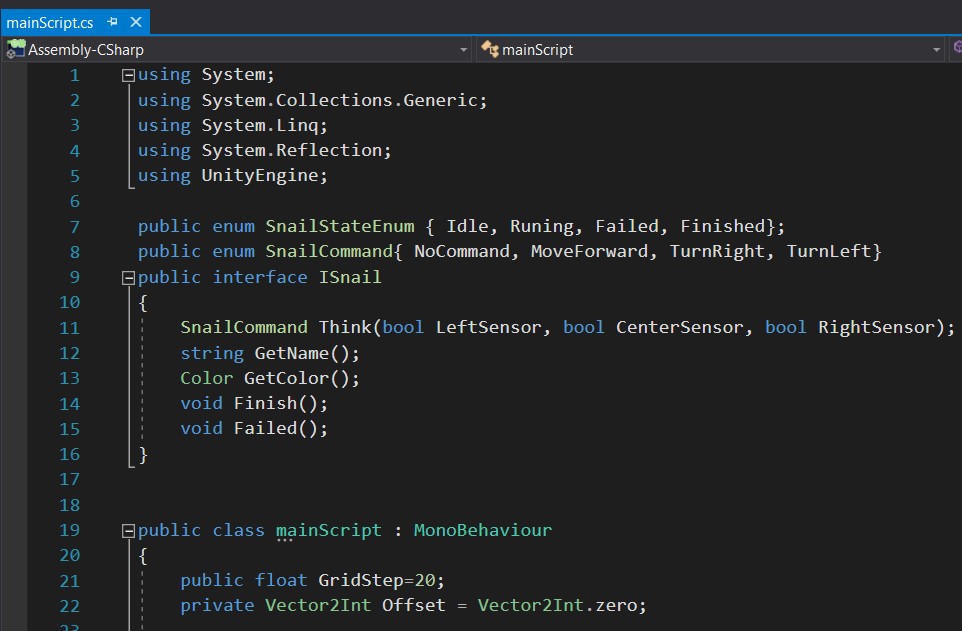 mainScript.cs
Assembly-CSharp mainScript
1 using System;
2 using System.Collections.Generic;
3 using System.Linq;
4 using System.Reflection;
5 using UnityEngine;
6
7 public enum SnailStateEnum { Idle, Runing, Failed, Finished};
8 public enum SnailCommand{ NoCommand, MoveForward, TurnRight, TurnLeft}
9 public interface ISnail
10 {
11 SnailCommand Think(bool LeftSensor, bool CenterSensor, bool RightSensor);
12 string GetName();
13 Color GetColor();
14 void Finish();
15 void Failed();
16 }
17
18
19 public class mainScript : MonoBehaviour
20 {
21 public float GridStep=20;
22 private Vector2Int Offset = Vector2Int.zero;
23